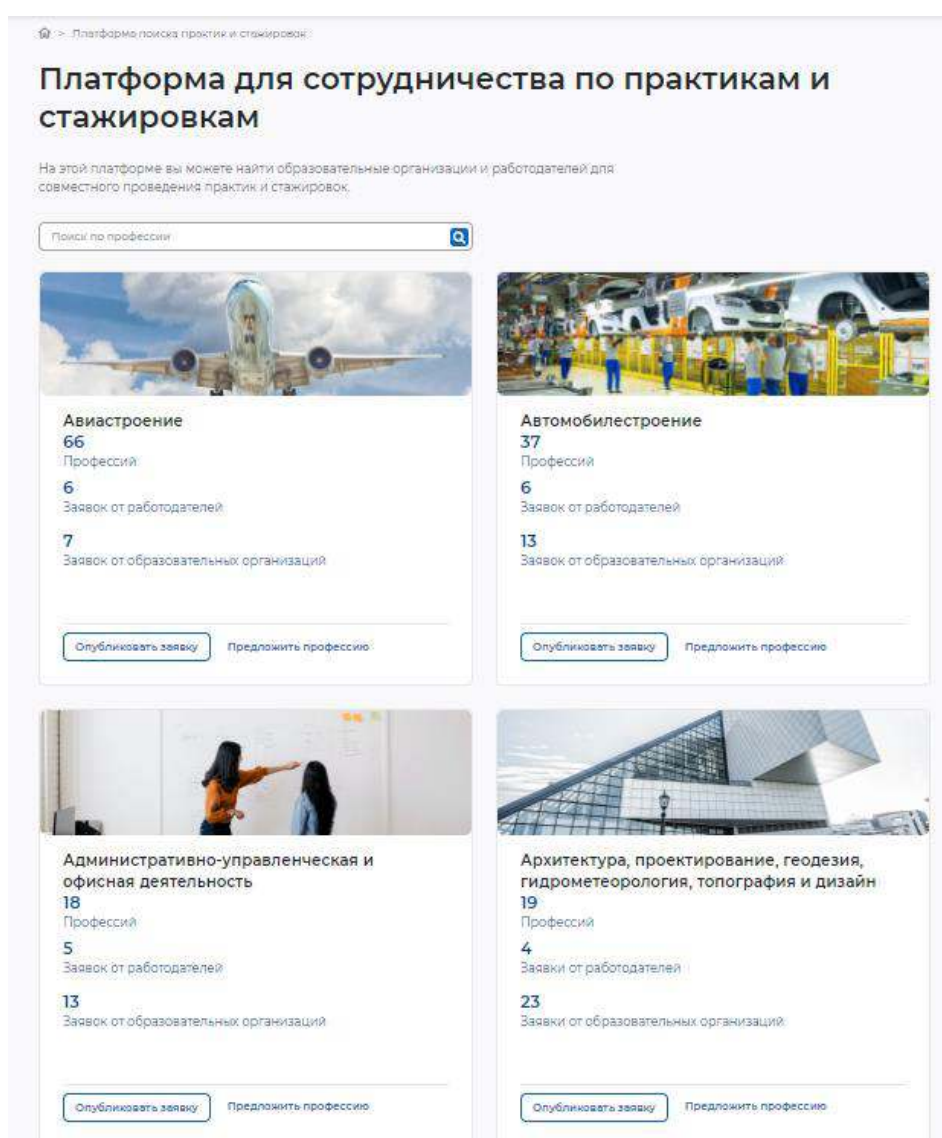 > Платформа поиска практик и стажировок
Платформа для сотрудничества по практикам и
стажировкам
На этой платформе вы можете найти образовательные организации и работодателей для
совместного проведения практик и стажировок.
Поиск по профессии
Авиастроение
66
Профессий
6
Заявок от работодателей
7
Заявок от образовательных организаций
Опубликовать заявку Предложить профессию
Автомобилестроение
37
Профессий
6
Заявок от работодателей
13
Заявок от образовательных организаций
Опубликовать заявку Предложить профессию
Административно-управленческая и
офисная деятельность
18
Профессий
5
Заявок от работодателей
13
Заявок от образовательных организаций
Опубликовать заявку Предложить профессию
Архитектура, проектирование, геодезия,
гидрометеорология, топография и дизайн
19
Профессий
4
Заявки от работодателей
23
Заявки от образовательных организаций
Опубликовать заявку Предложить профессию